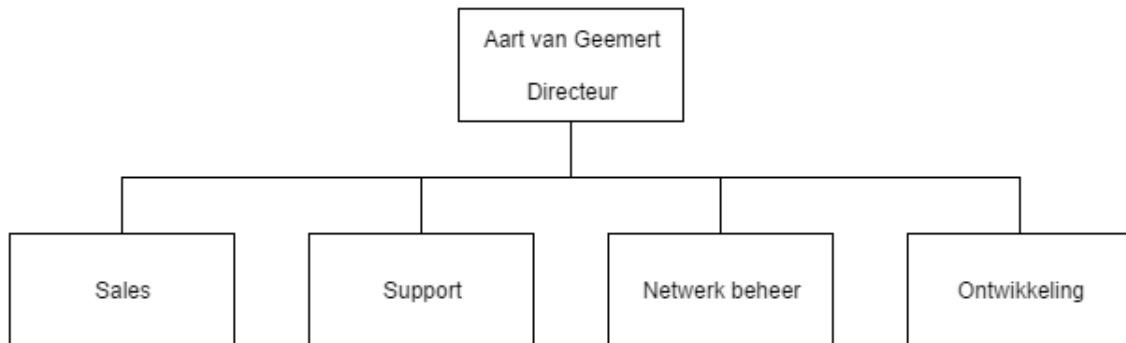 Aart van Geemert
Directeur
Sales
Support
Netwerk beheer
Ontwikkeling